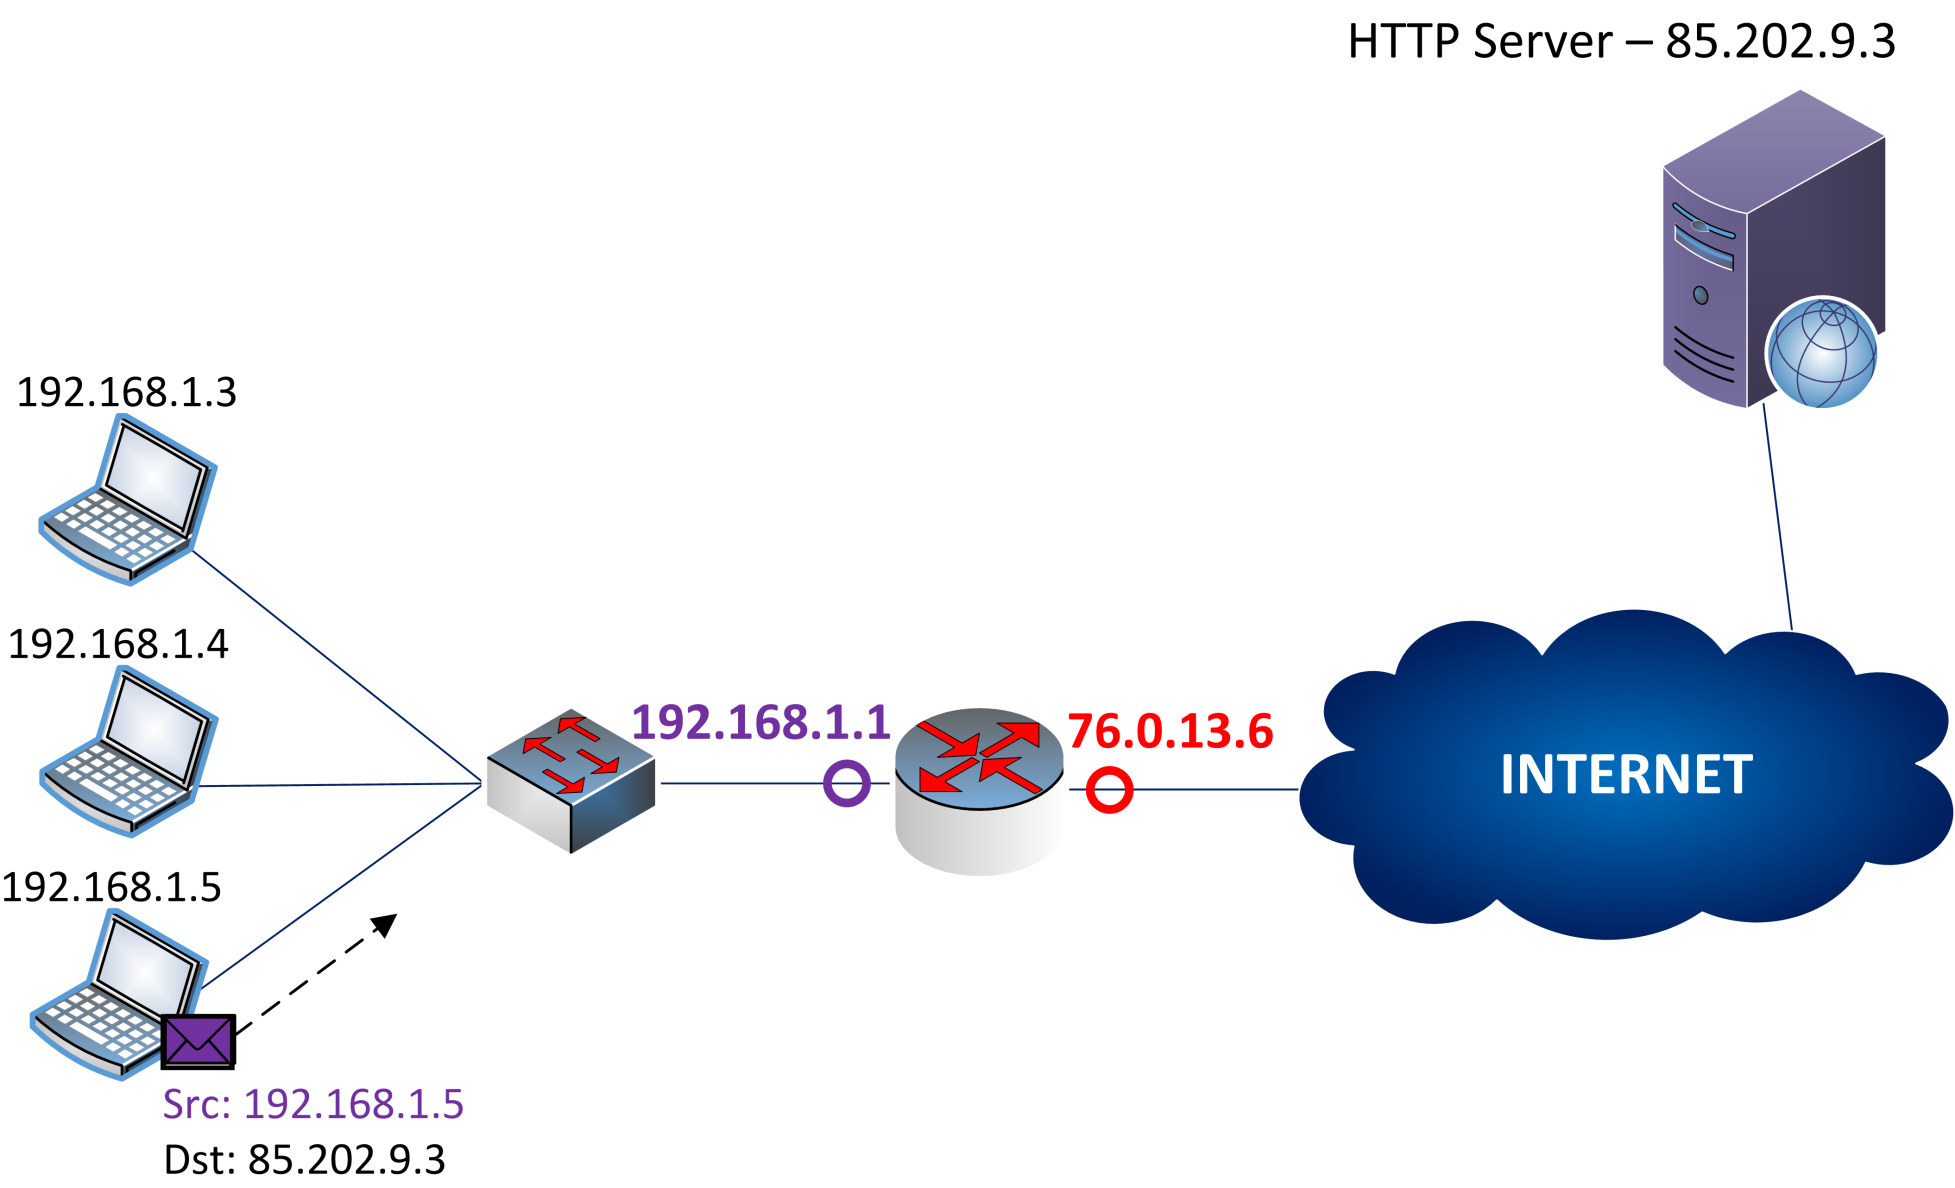 HTTP Server – 85.202.9.3
192.168.1.3
192.168.1.4
192.168.1.1
76.0.13.6
INTERNET
192.168.1.5
Src: 192.168.1.5
Dst: 85.202.9.3